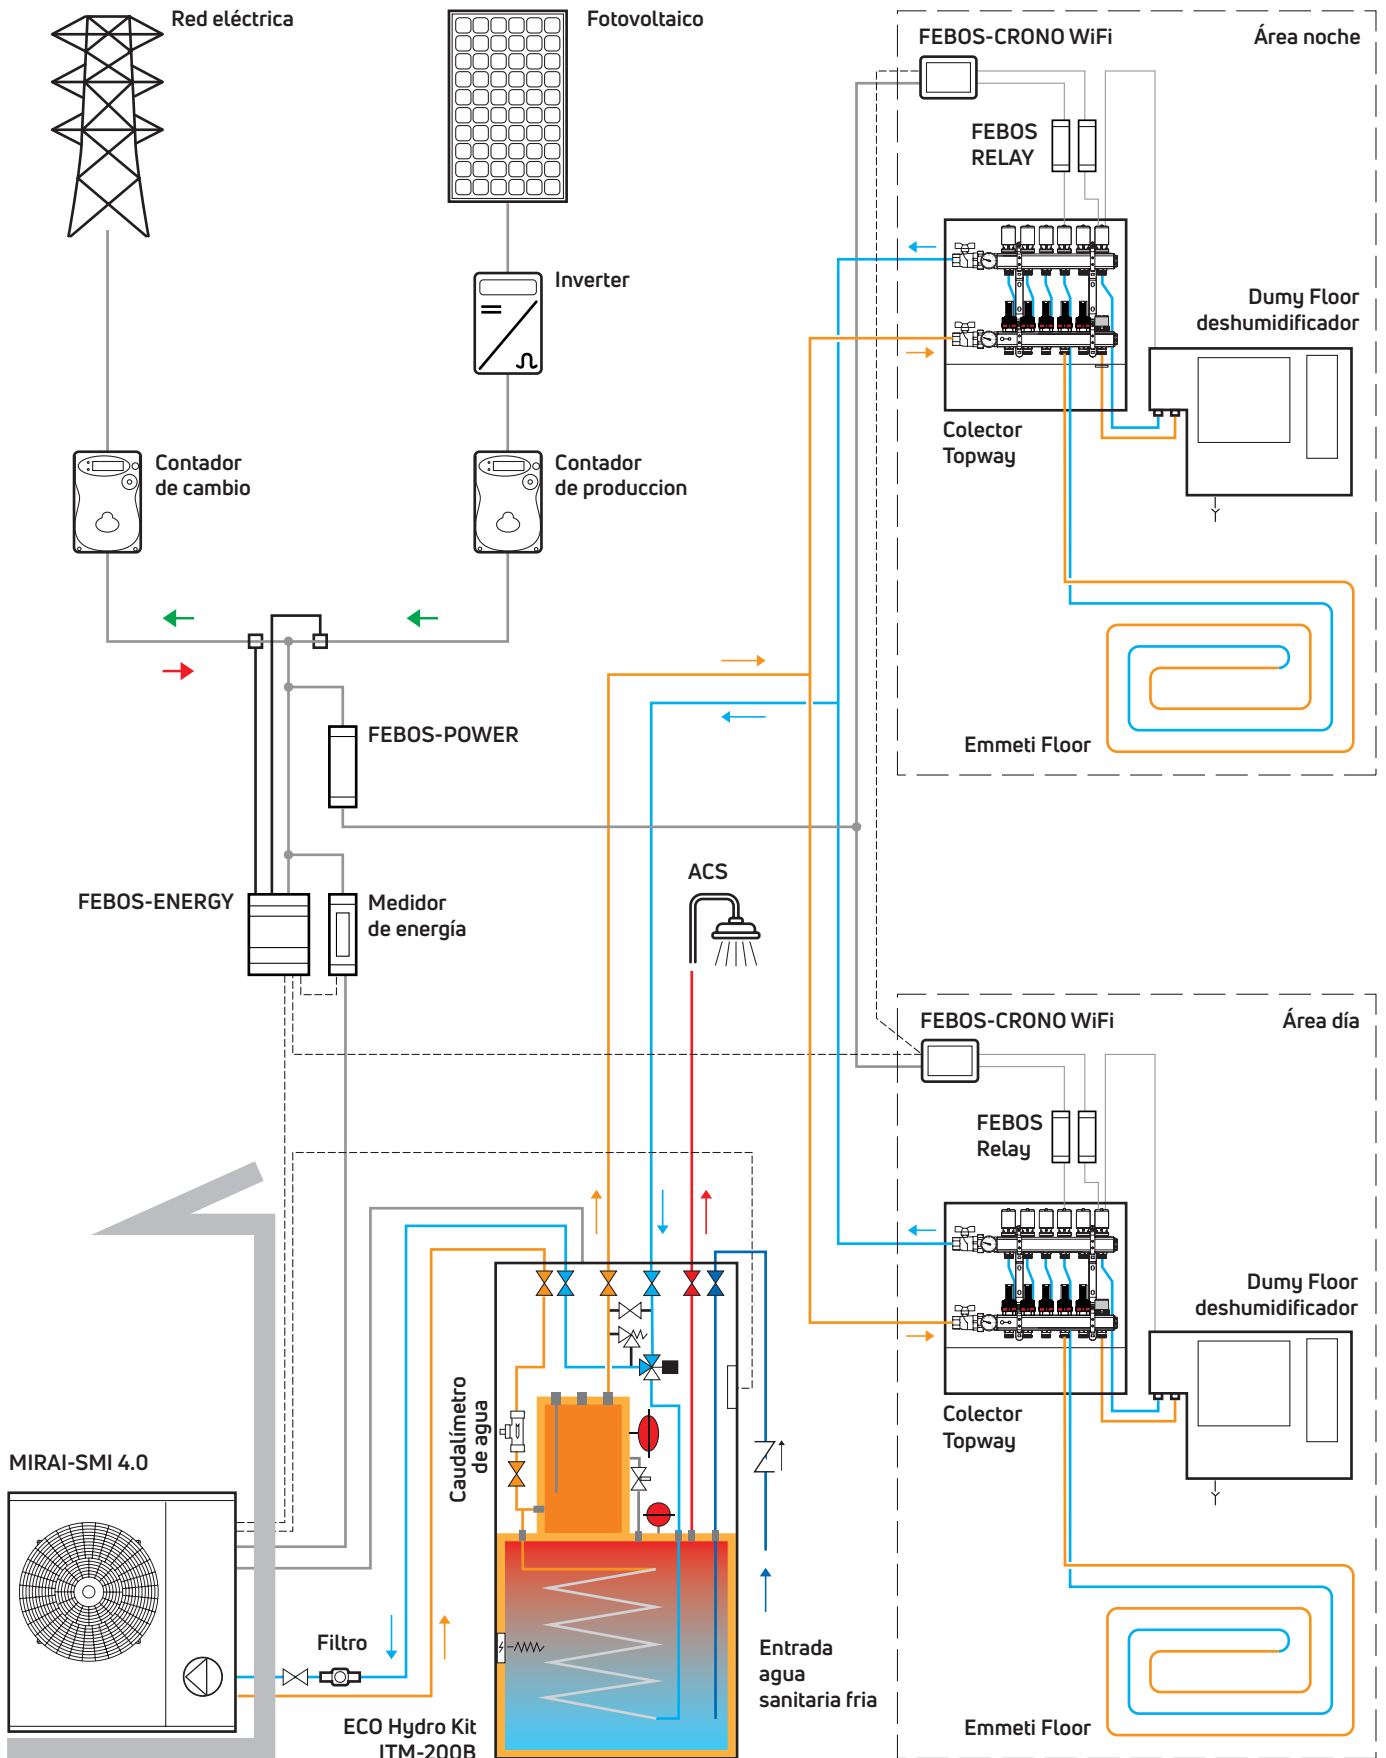 Red eléctrica
Fotovoltaico
FEBOS-CRONO WiFi
Área noche
FEBOS
RELAY
Inverter
Dumy Floor
deshumidificador
Contador
de cambio
Contador
de produccion
Colector
Topway
FEBOS-POWER
Emmeti Floor
FEBOS-ENERGY
Medidor
de energía
ACS
FEBOS-CRONO WiFi
Área día
FEBOS
Relay
Dumy Floor
deshumidificador
Caudalímetro
de agua
Colector
Topway
MIRAI-SMI 4.0
Filtro
Entrada
agua
sanitaria fria
ECO Hydro Kit
ITM-200B
Emmeti Floor